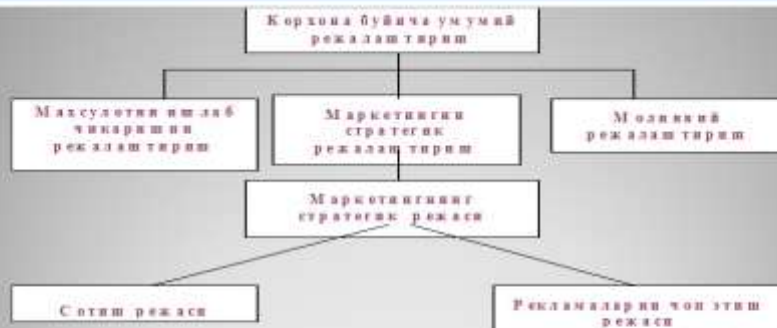 Корхона буйича умумий
режалаштириш
Махсулотни ишлаб
чикаришни
режалаштириш
Маркетингни
стратегик
режалаштириш
Молиявий
режалаштириш
Маркетингнинг
стратегик режаси
Сотиш режаси
Рекламаларни чоп этиш
режаси